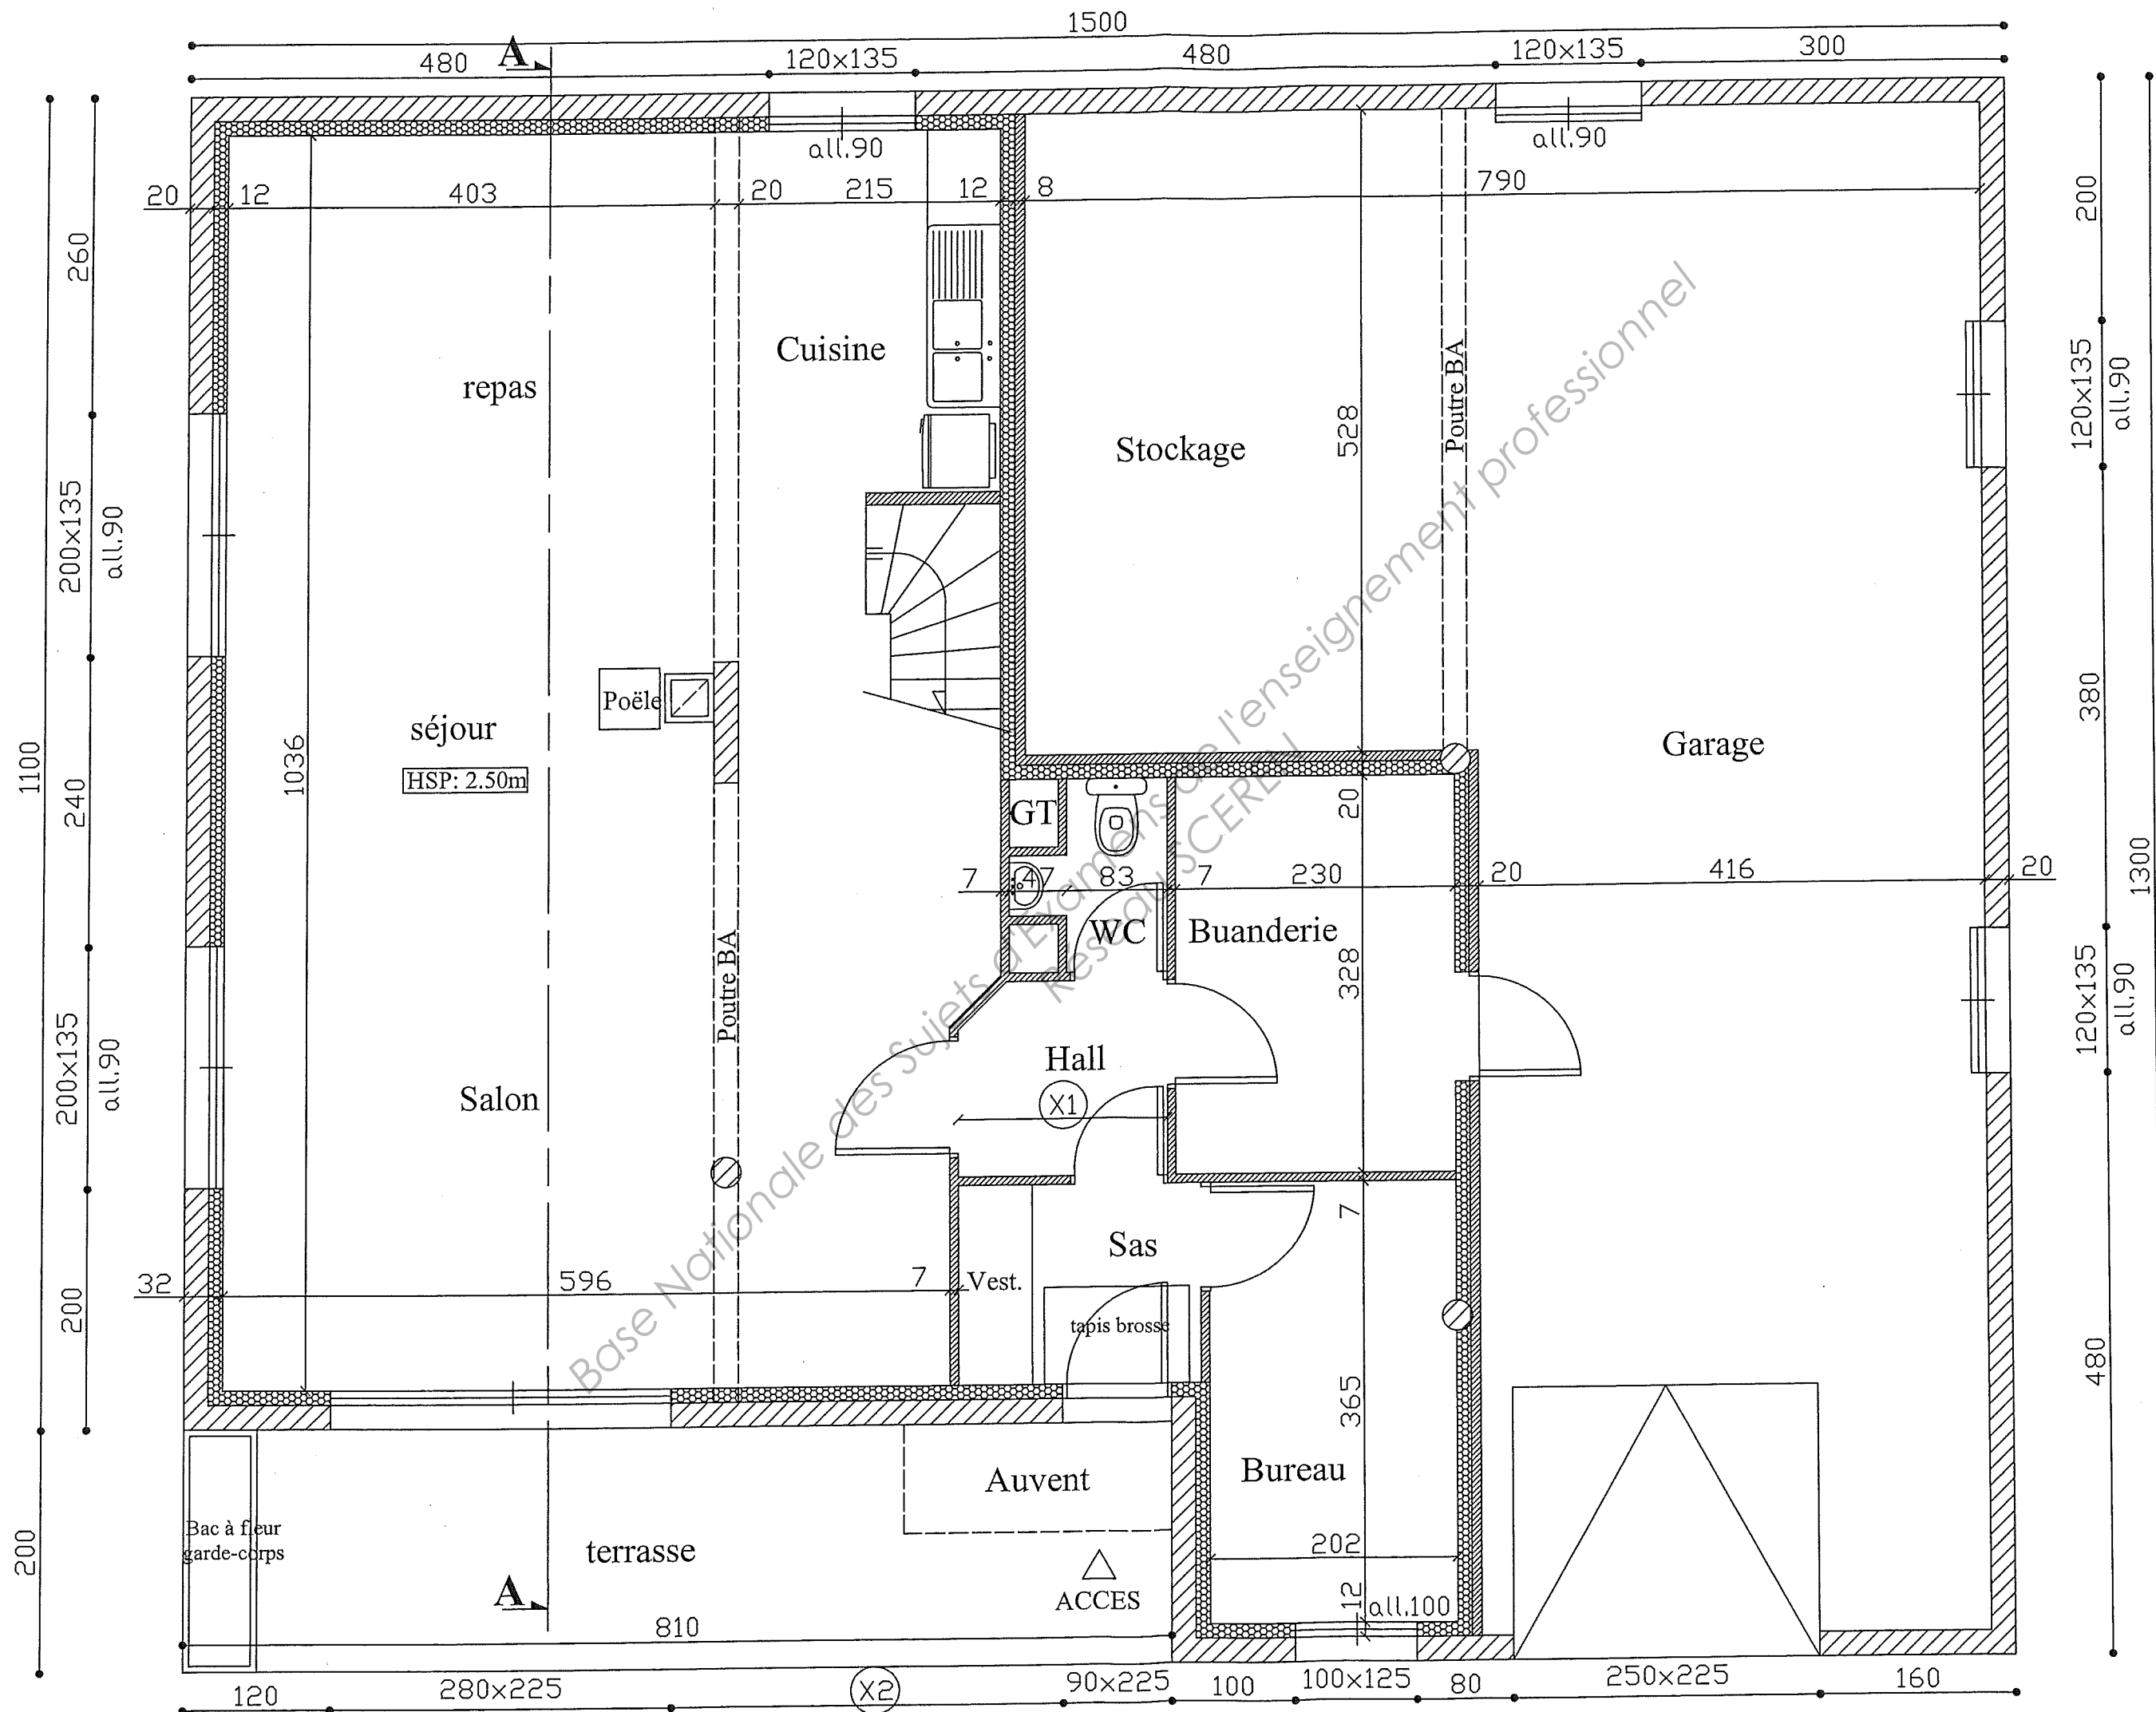 1500
480
A
120x135
480
120x135
300
all.90
all.90
20
12
403
20
215
12
8
790
260
200
Cuisine
repas
Poutre BA
120x135
all.90
528
Stockage
200x135
all.90
Poële
séjour
HSP: 2.50m
1036
1100
240
Garage
380
GT
20
1300
7
47
83
7
230
20
416
20
WC
Buanderie
328
Poutre BA
120x135
all.90
200x135
all.90
Salon
Hall
X1
7
Sas
32
596
7
Vest.
200
tapis brosse
365
480
Bureau
Auvent
Bac à fleur
garde-corps
terrasse
200
202
A
ACCES
12
all.100
810
120
280x225
X2
90x225
100
100x125
80
250x225
160
Base Nationale des Sujets d'Examens de l'enseignement professionnel
Réseau SCEREN